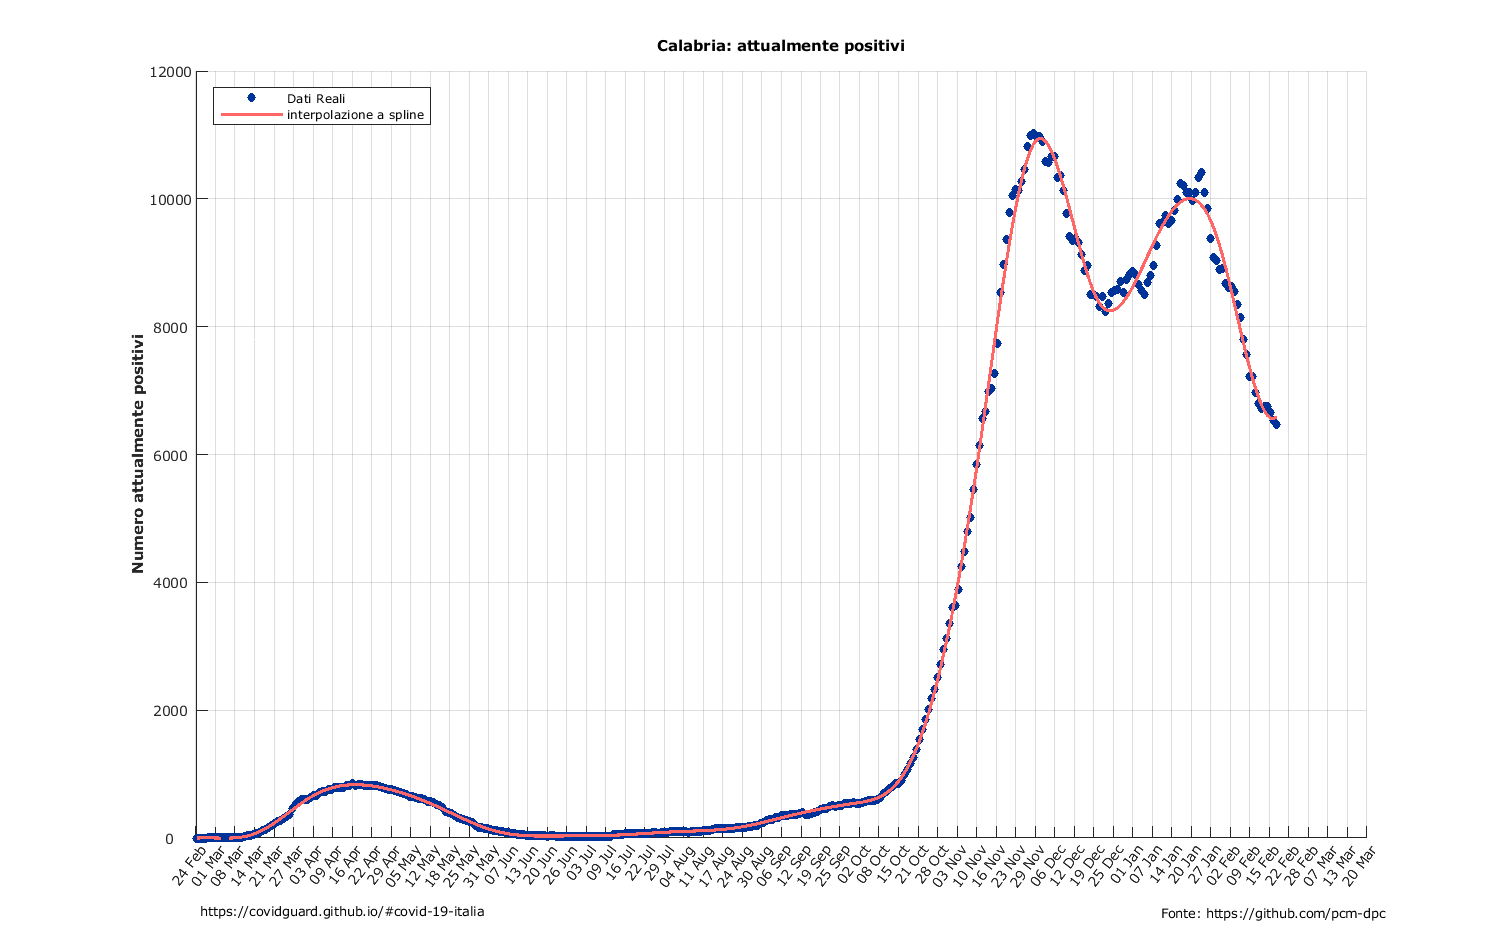 Calabria: attualmente positivi
Dati Reali
interpolazione a spline
Numero attualmente positivi
12000
10000
8000
6000
4000
2000
0
24 Feb
01 Mar
08 Mar
14 Mar
21 Mar
27 Mar
03 Apr
09 Apr
16 Apr
22 Apr
29 Apr
05 May
12 May
18 May
25 May
31 May
07 Jun
13 Jun
20 Jun
26 Jun
03 Jul
09 Jul
16 Jul
22 Jul
29 Jul
04 Aug
11 Aug
17 Aug
24 Aug
30 Aug
06 Sep
12 Sep
19 Sep
25 Sep
02 Oct
08 Oct
15 Oct
21 Oct
28 Oct
03 Nov
10 Nov
16 Nov
23 Nov
29 Nov
06 Dec
12 Dec
19 Dec
25 Dec
01 Jan
07 Jan
14 Jan
20 Jan
27 Jan
02 Feb
09 Feb
15 Feb
22 Feb
28 Feb
07 Mar
13 Mar
20 Mar
https://covidguard.github.io/#covid-19-italia
Fonte: https://github.com/pcm-dpc